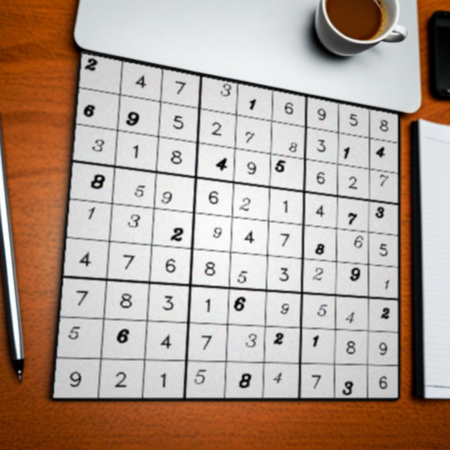 2 4 7 3 1 6 9 5 8
6 9 5 2 7 8 3 1 4
3 1 8 4 9 5 6 2 7
8 5 9 6 2 1 4 7 3
1 3 2 9 4 7 8 6 5
4 7 6 8 5 3 2 9 1
7 8 3 1 6 9 5 4 2
5 6 4 7 3 2 1 8 9
9 2 1 5 8 4 7 3 6